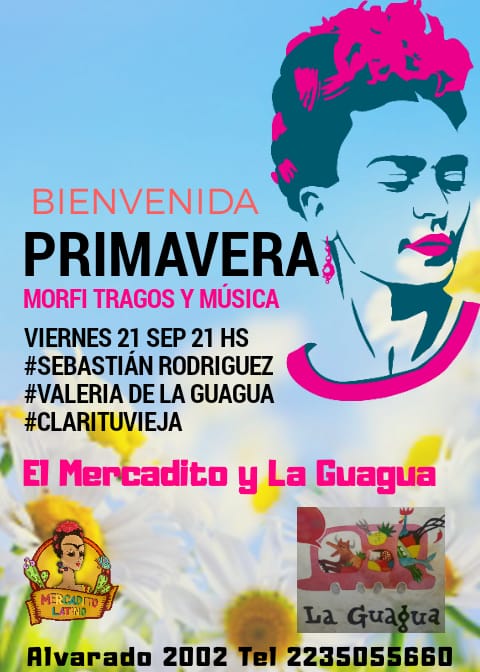 BIENVENIDA
PRIMAVERA
MORFI TRAGOS Y MÚSICA
VIERNES 21 SEP 21 HS
#SEBASTIÁN RODRIGUEZ
#VALERIA DE LA GUAGUA
#CLARITUVIEJA
El Mercadito y La Guagua
MERCADITO
LATINO
La Guagua
Alvarado 2002 Tel 2235055660